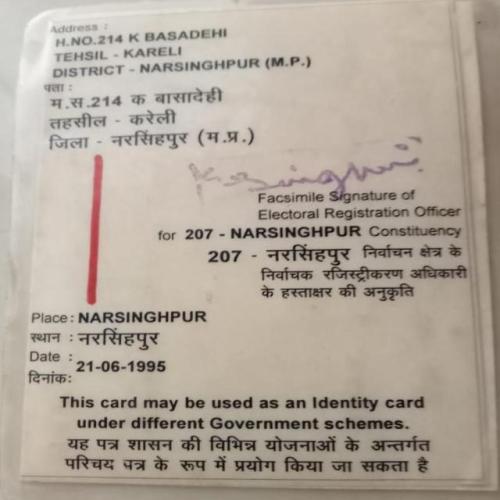 Address :
H.NO.214 K BASADEHI
TEHSIL - KARELI
DISTRICT - NARSINGHPUR (M.P.)
पता :
म.स.214 क बासादेही
तहसील - करेली
जिला - नरसिंहपुर (म.प्र.)
Facsimile Signature of
Electoral Registration Officer
for 207 - NARSINGHPUR Constituency
207 - नरसिंहपुर निर्वाचन क्षेत्र के
निर्वाचक रजिस्ट्रीकरण अधिकारी
के हस्ताक्षर की अनुकृति
Place : NARSINGHPUR
स्थान : नरसिंहपुर
Date :
21-06-1995
दिनांक:
This card may be used as an Identity card
under different Government schemes.
यह पत्र शासन की विभिन्न योजनाओं के अन्तर्गत
परिचय पत्र के रूप में प्रयोग किया जा सकता है